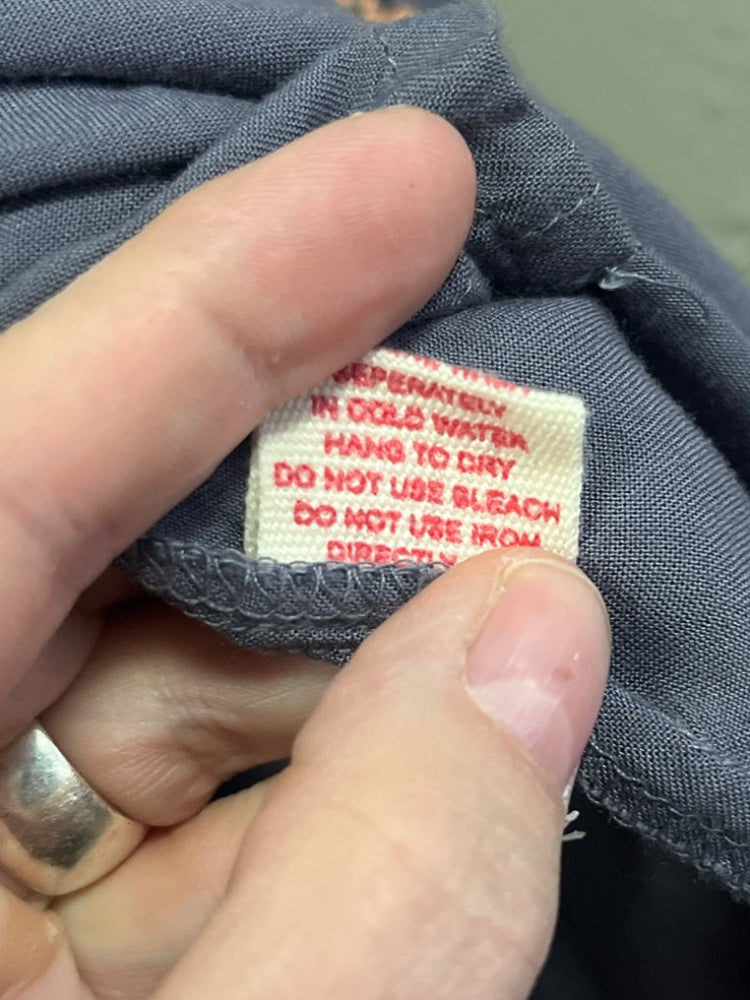 SEPERATELY
IN COLD WATER
HANG TO DRY
DO NOT USE BLEACH
DO NOT USE IRON
DIRECTLY